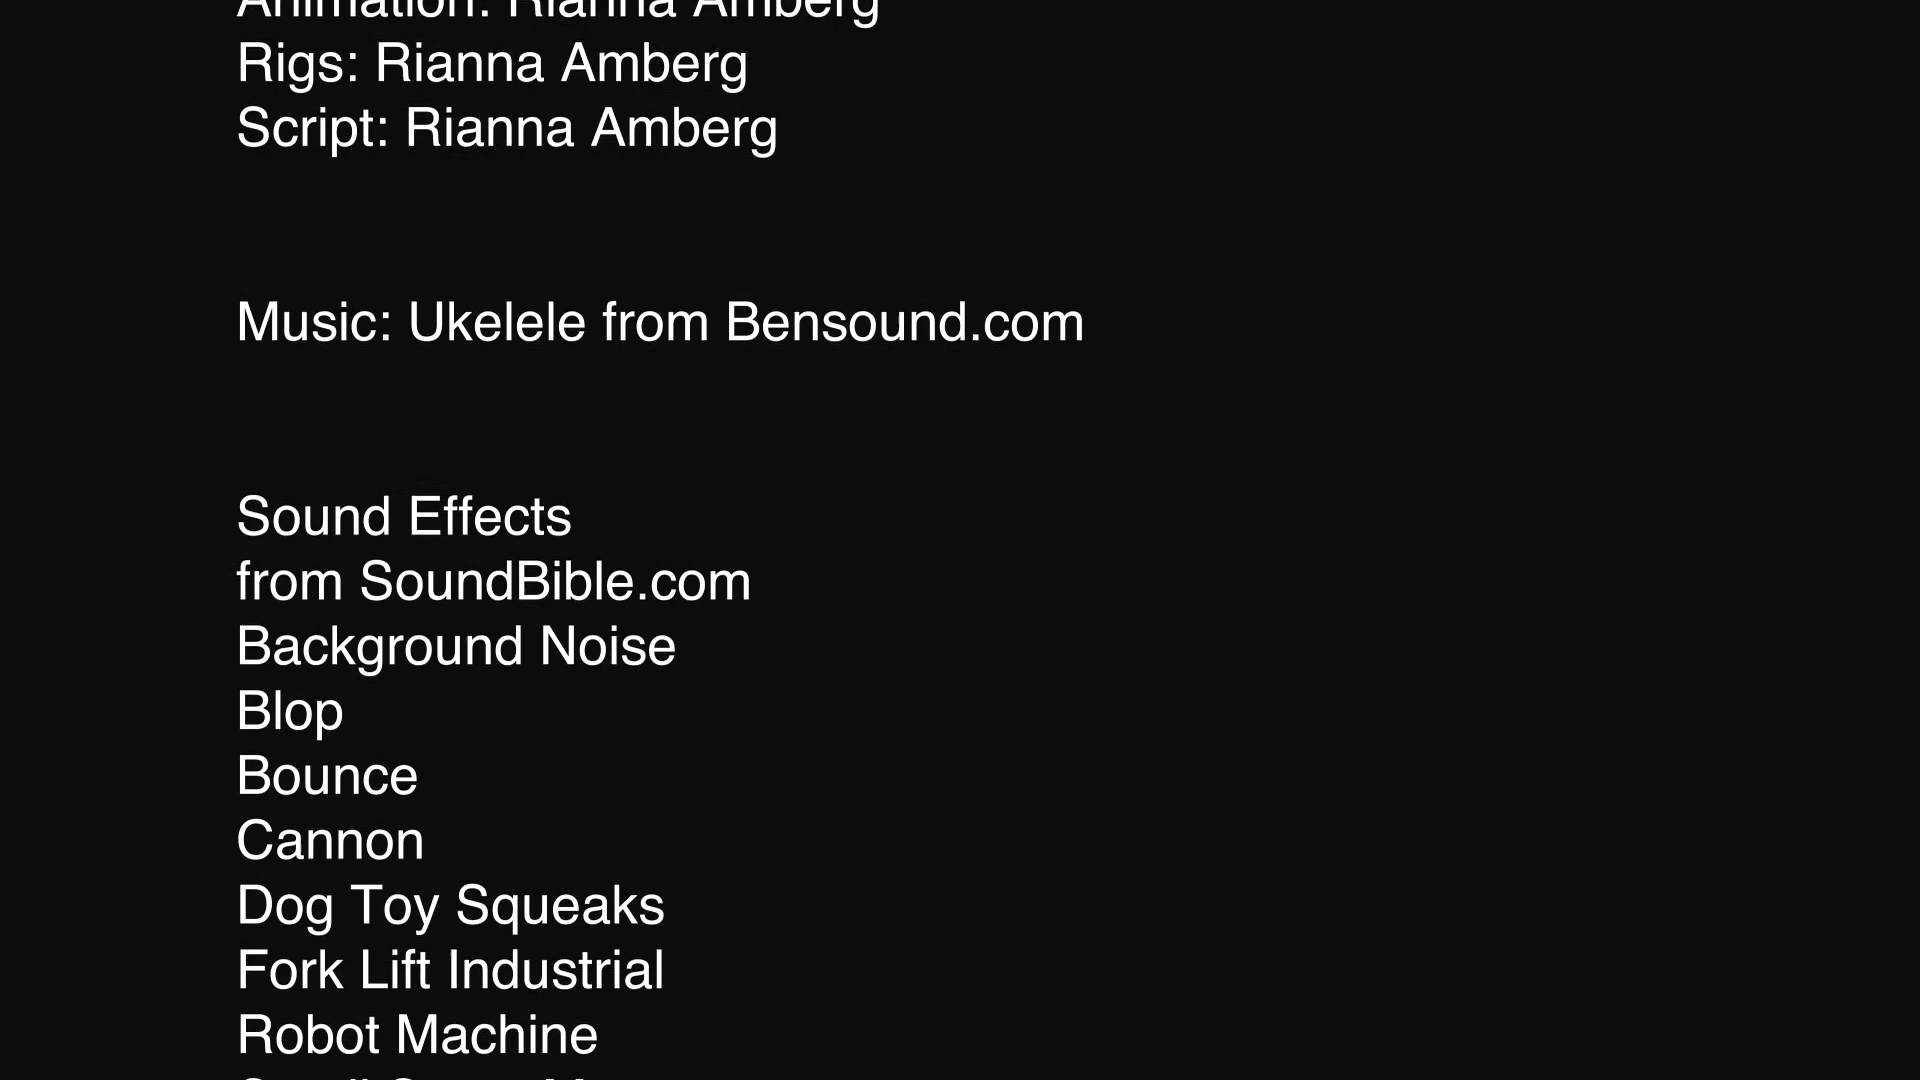 Animation: Rianna Amberg
Rigs: Rianna Amberg
Script: Rianna Amberg
Music: Ukelele from Bensound.com
Sound Effects
from SoundBible.com
Background Noise
Blop
Bounce
Cannon
Dog Toy Squeaks
Fork Lift Industrial
Robot Machine